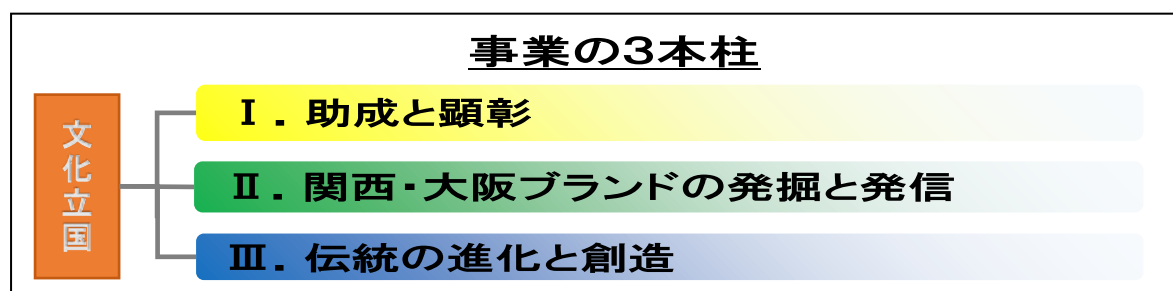 事業の3本柱
文化立国
Ⅰ．助成と顕彰
Ⅱ．関西・大阪ブランドの発掘と発信
Ⅲ．伝統の進化と創造